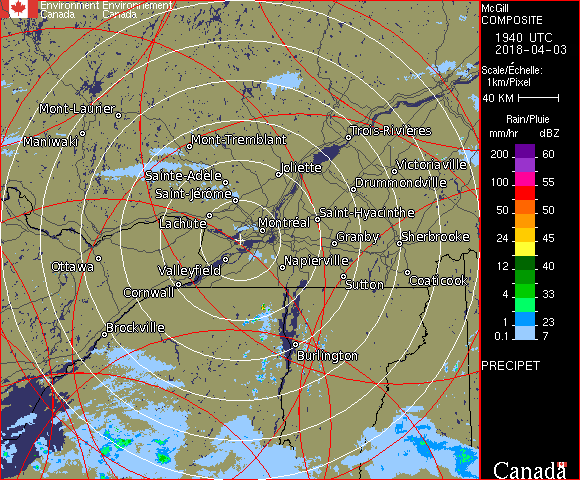 Environment Environnement
Canada Canada
McGill
COMPOSITE
1940 UTC
2018-04-03
Scale/Échelle:
1km/Pixel
40 KM
Rain/Pluie
mm/hr dBZ
200 60
100 55
50 50
24 45
12 40
4 33
1 23
0.1 7
PRECIPET
Canada
Mont-Laurier
Maniwaki
Mont-Tremblant
Trois-Rivières
Joliette
Victoriaville
Sainte-Adèle
Drummondville
Saint-Jérôme
Lachute
Saint-Hyacinthe
Montréal
Granby
Sherbrooke
Ottawa
Valleyfield
Napierville
Cornwall
Sutton
Coaticook
Brockville
Burlington